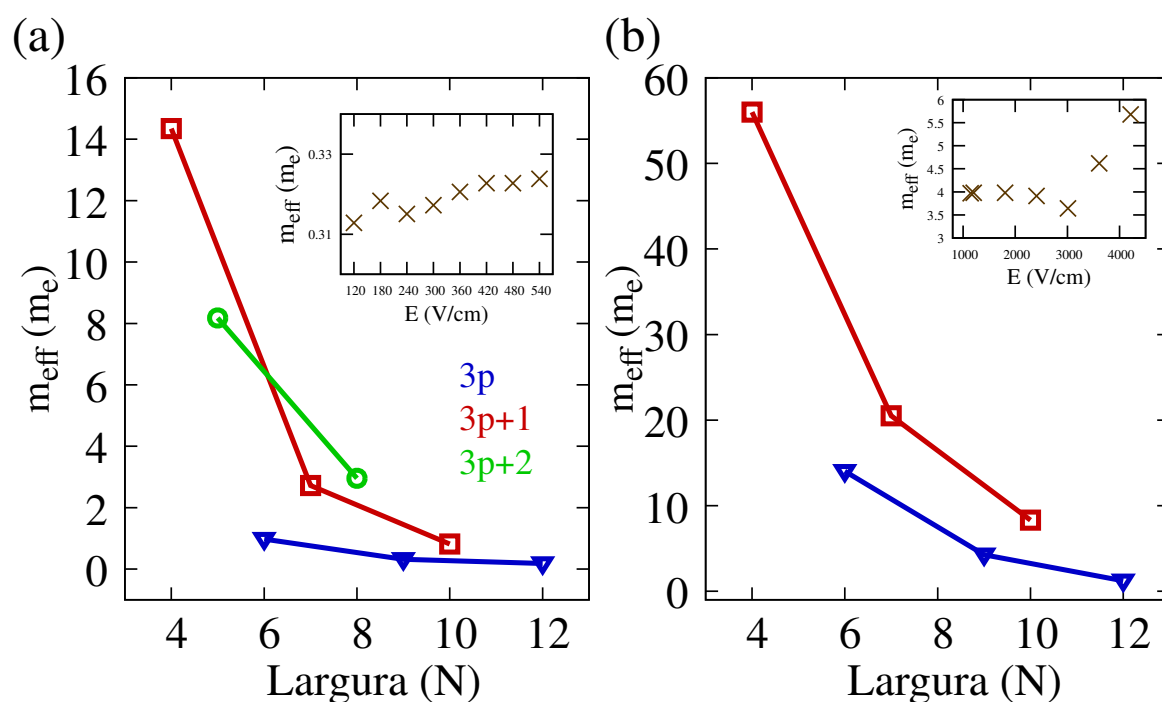 (a)
16
14
12
10
8
6
4
2
0
m_eff (m_e)
4 6 8 10 12
Largura (N)
0.33
0.31
m_eff (m_e)
120 180 240 300 360 420 480 540
E (V/cm)
3p
3p+1
3p+2
(b)
60
50
40
30
20
10
0
m_eff (m_e)
4 6 8 10 12
Largura (N)
6
5.5
5
4.5
4
3.5
3
m_eff (m_e)
1000 2000 3000 4000
E (V/cm)